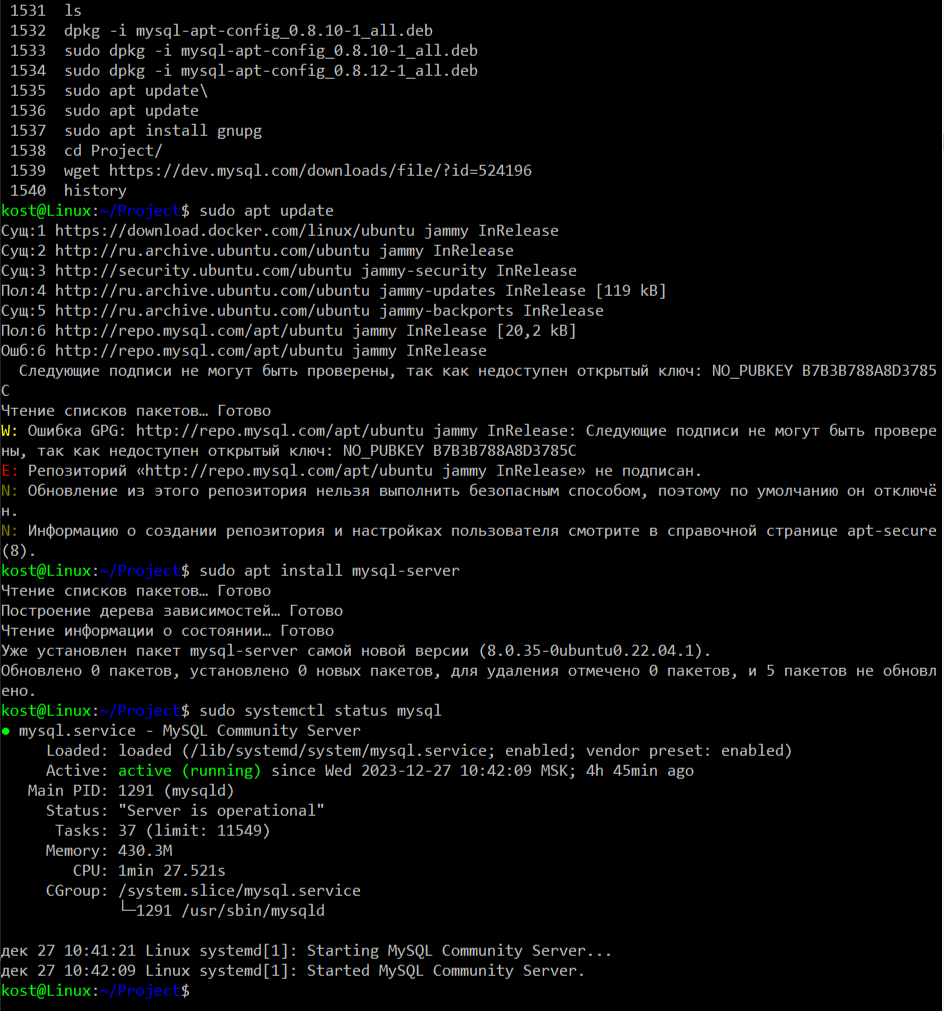 1531  ls
1532  dpkg -i mysql-apt-config_0.8.10-1_all.deb
1533  sudo dpkg -i mysql-apt-config_0.8.10-1_all.deb
1534  sudo dpkg -i mysql-apt-config_0.8.12-1_all.deb
1535  sudo apt update\
1536  sudo apt update
1537  sudo apt install gnupg
1538  cd Project/
1539  wget https://dev.mysql.com/downloads/file/?id=524196
1540  history
kost@Linux:~/Project$ sudo apt update
Сущ:1 https://download.docker.com/linux/ubuntu jammy InRelease
Сущ:2 http://ru.archive.ubuntu.com/ubuntu jammy InRelease
Сущ:3 http://security.ubuntu.com/ubuntu jammy-security InRelease
Пол:4 http://ru.archive.ubuntu.com/ubuntu jammy-updates InRelease [119 kB]
Сущ:5 http://ru.archive.ubuntu.com/ubuntu jammy-backports InRelease
Пол:6 http://repo.mysql.com/apt/ubuntu jammy InRelease [20,2 kB]
Ошб:6 http://repo.mysql.com/apt/ubuntu jammy InRelease
  Следующие подписи не могут быть проверены, так как недоступен открытый ключ: NO_PUBKEY B7B3B788A8D3785
C
Чтение списков пакетов… Готово
W: Ошибка GPG: http://repo.mysql.com/apt/ubuntu jammy InRelease: Следующие подписи не могут быть провере
ны, так как недоступен открытый ключ: NO_PUBKEY B7B3B788A8D3785C
E: Репозиторий «http://repo.mysql.com/apt/ubuntu jammy InRelease» не подписан.
N: Обновление из этого репозитория нельзя выполнить безопасным способом, поэтому по умолчанию он отключё
н.
N: Информацию о создании репозитория и настройках пользователя смотрите в справочной странице apt-secure
(8).
kost@Linux:~/Project$ sudo apt install mysql-server
Чтение списков пакетов… Готово
Построение дерева зависимостей… Готово
Чтение информации о состоянии… Готово
Уже установлен пакет mysql-server самой новой версии (8.0.35-0ubuntu0.22.04.1).
Обновлено 0 пакетов, установлено 0 новых пакетов, для удаления отмечено 0 пакетов, и 5 пакетов не обновл
ено.
kost@Linux:~/Project$ sudo systemctl status mysql
● mysql.service - MySQL Community Server
     Loaded: loaded (/lib/systemd/system/mysql.service; enabled; vendor preset: enabled)
     Active: active (running) since Wed 2023-12-27 10:42:09 MSK; 4h 45min ago
   Main PID: 1291 (mysqld)
     Status: "Server is operational"
      Tasks: 37 (limit: 11549)
     Memory: 430.3M
        CPU: 1min 27.521s
     CGroup: /system.slice/mysql.service
             └─1291 /usr/sbin/mysqld

дек 27 10:41:21 Linux systemd[1]: Starting MySQL Community Server...
дек 27 10:42:09 Linux systemd[1]: Started MySQL Community Server.
kost@Linux:~/Project$